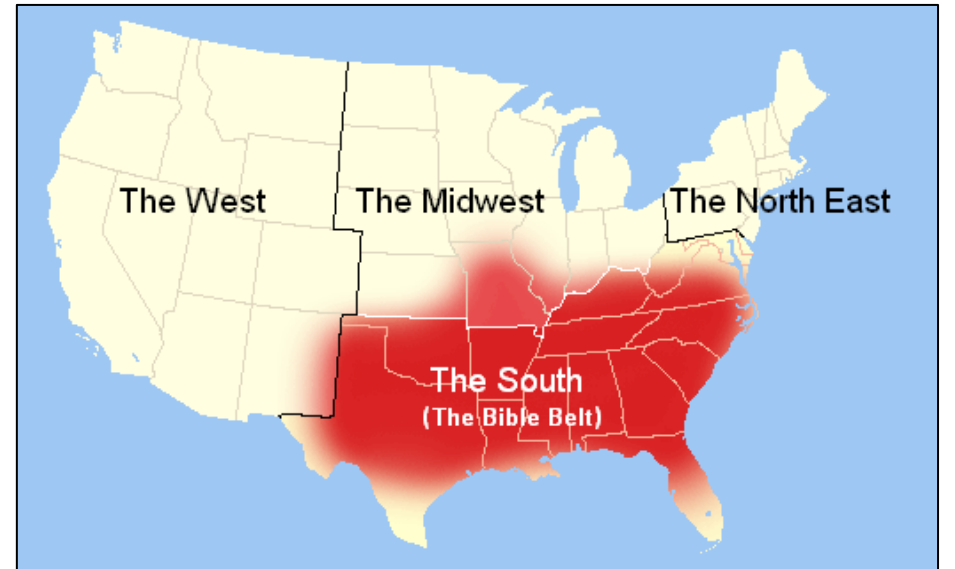 The West
The Midwest
The North East
The South
(The Bible Belt)